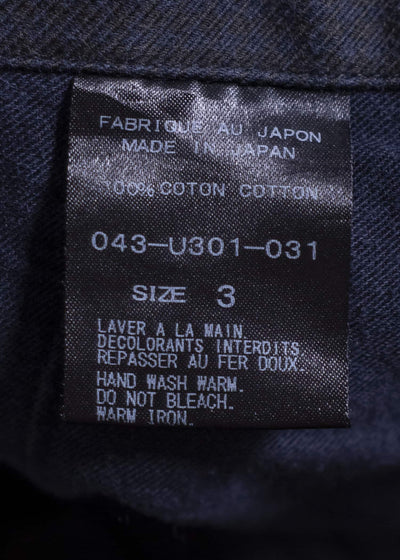 FABRIQUE AU JAPON
MADE IN JAPAN
100% COTON COTTON
043-U301-031
SIZE 3
LAVER A LA MAIN.
DECOLORANTS INTERDITS.
REPASSER AU FER DOUX.
HAND WASH WARM.
DO NOT BLEACH.
WARM IRON.